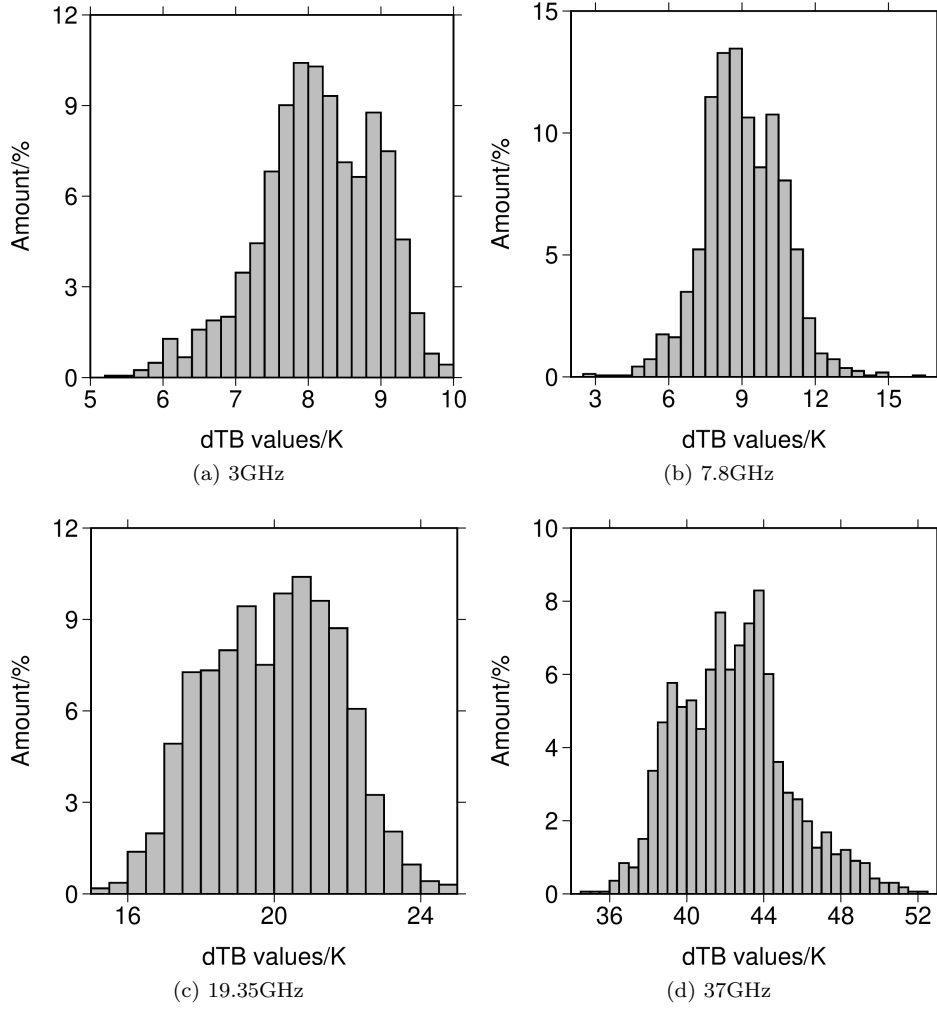 12
9
6
3
0
Amount/%
5 6 7 8 9 10
dTB values/K
(a) 3GHz
15
10
5
0
Amount/%
3 6 9 12 15
dTB values/K
(b) 7.8GHz
12
9
6
3
0
Amount/%
16 20 24
dTB values/K
(c) 19.35GHz
10
8
6
4
2
0
Amount/%
36 40 44 48 52
dTB values/K
(d) 37GHz